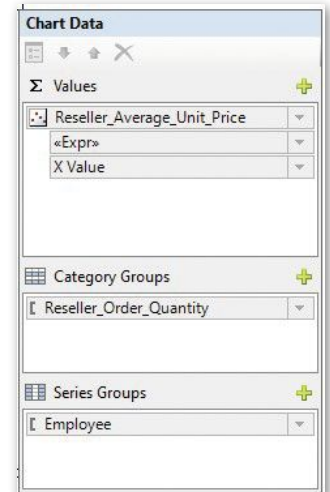 Chart Data
Σ Values
Reseller_Average_Unit_Price
«Expr»
X Value
Category Groups
[ Reseller_Order_Quantity
Series Groups
[ Employee